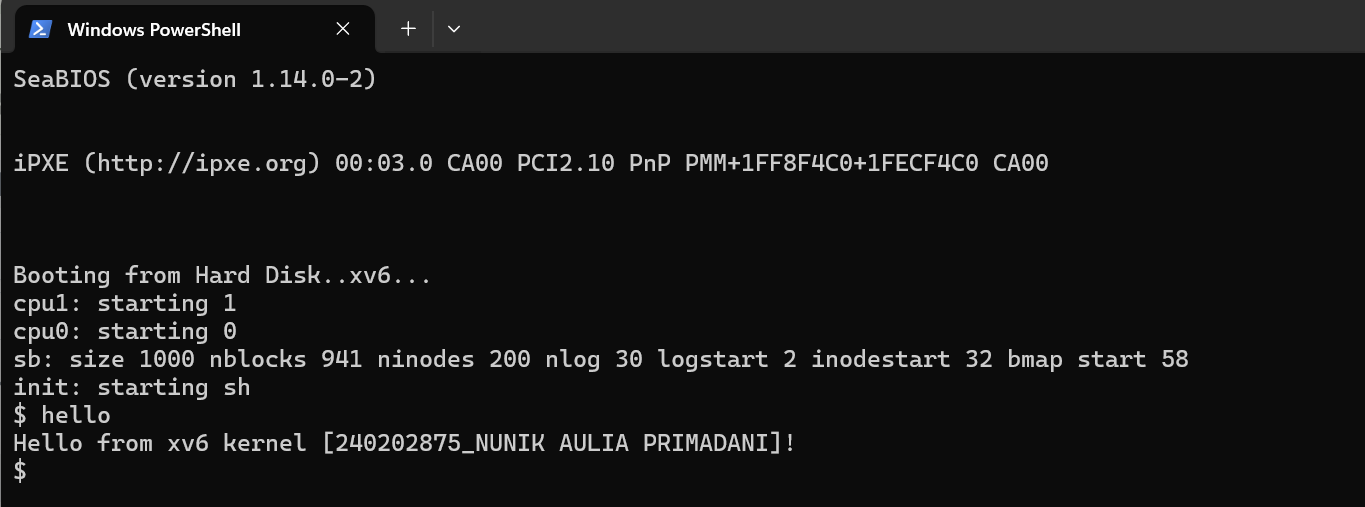 Windows PowerShell
SeaBIOS (version 1.14.0-2)
iPXE (http://ipxe.org) 00:03.0 CA00 PCI2.10 PnP PMM+1FF8F4C0+1FECF4C0 CA00
Booting from Hard Disk..xv6...
cpu1: starting 1
cpu0: starting 0
sb: size 1000 nblocks 941 ninodes 200 nlog 30 logstart 2 inodestart 32 bmap start 58
init: starting sh
$ hello
Hello from xv6 kernel [240202875_NUNIK AULIA PRIMADANI]!
$